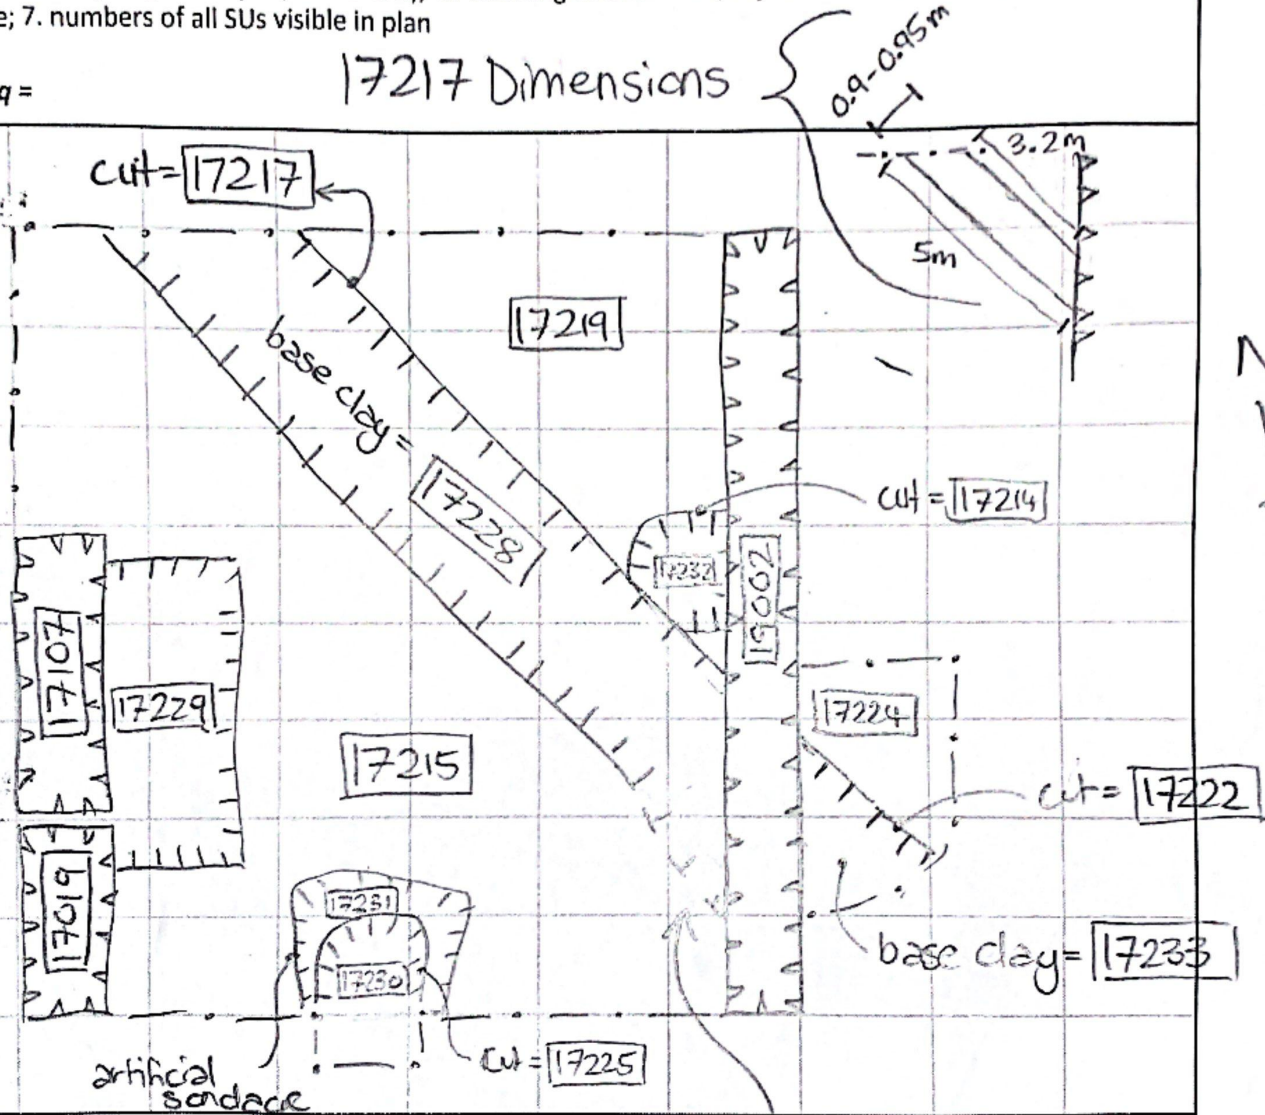 e; 7. numbers of all SUs visible in plan
q =
17217 Dimensions
0.9-0.95m
3.2m
5m
cut= 17217
17219
base clay=
17228
cut = 17214
17232
19002
17107
17229
17224
17215
cut= 17222
17019
17231
17230
base clay= 17233
cut = 17225
artificial
sondage